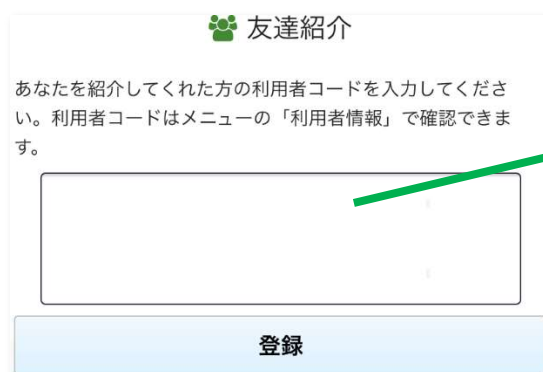 友達紹介
あなたを紹介してくれた方の利用者コードを入力してくださ
い。利用者コードはメニューの「利用者情報」で確認できま
す。
登録